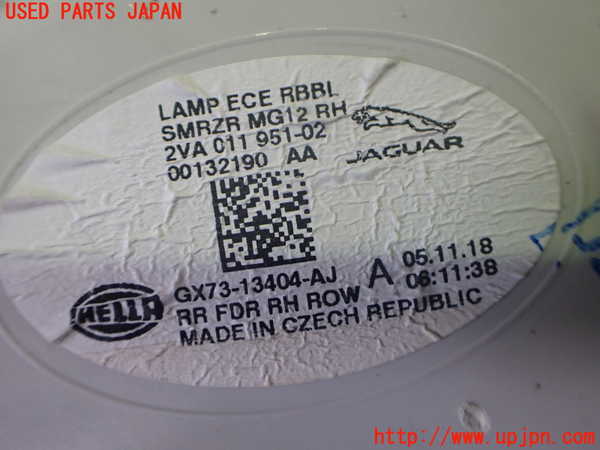 USED PARTS JAPAN
LAMP ECE RBBL
SMRZR MG12 RH
2VA 011 951-02
00132190 AA
JAGUAR
GX73-13404-AJ A 05.11.18
RR FDR RH ROW 06:11:38
MADE IN CZECH REPUBLIC
HELLA
http://www.upjpn.com/